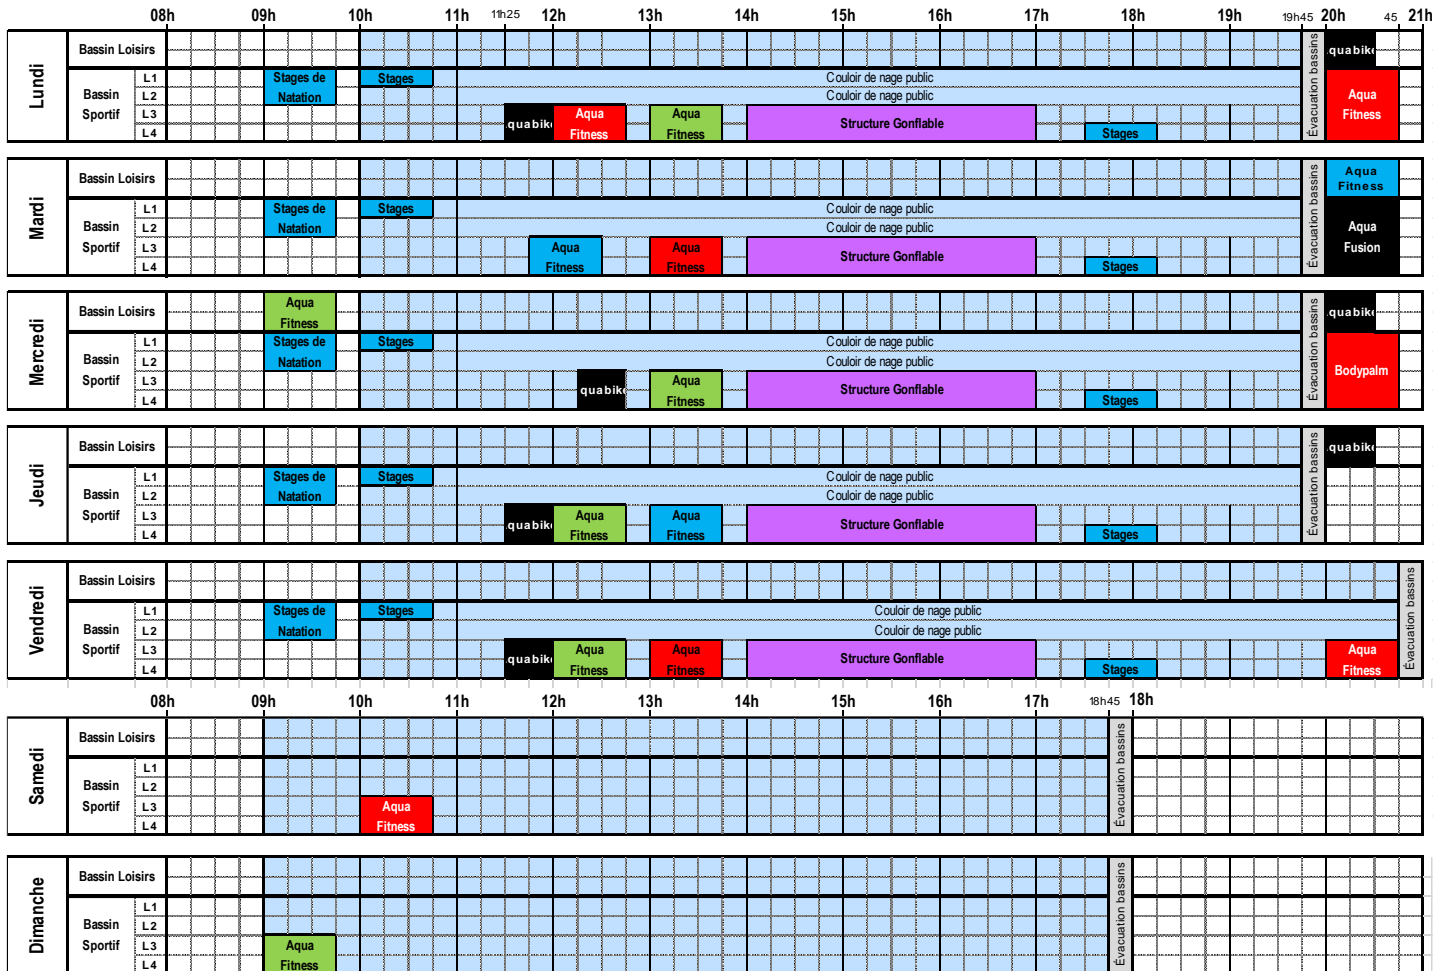 08h 09h 10h 11h 11h25 12h 13h 14h 15h 16h 17h 18h 19h 19h45 20h 45 21h
Lundi
Bassin Loisirs
quabike
Évacuation bassins
Bassin
Sportif
L1 Stages de Stages Couloir de nage public
L2 Natation Couloir de nage public Aqua
L3 quabike Aqua Aqua Structure Gonflable Fitness
L4 Fitness Fitness Stages
Mardi
Bassin Loisirs
Aqua
Fitness
Évacuation bassins
Bassin
Sportif
L1 Stages de Stages Couloir de nage public
L2 Natation Couloir de nage public Aqua
L3 Aqua Aqua Structure Gonflable Fusion
L4 Fitness Fitness Stages
Mercredi
Bassin Loisirs
Aqua
Fitness
quabike
Évacuation bassins
Bassin
Sportif
L1 Stages de Stages Couloir de nage public
L2 Natation Couloir de nage public
L3 quabike Aqua Structure Gonflable Bodypalm
L4 Fitness Stages
Jeudi
Bassin Loisirs
quabike
Évacuation bassins
Bassin
Sportif
L1 Stages de Stages Couloir de nage public
L2 Natation Couloir de nage public
L3 quabike Aqua Aqua Structure Gonflable
L4 Fitness Fitness Stages
Vendredi
Bassin Loisirs
Évacuation bassins
Bassin
Sportif
L1 Stages de Stages Couloir de nage public
L2 Natation Couloir de nage public
L3 quabike Aqua Aqua Structure Gonflable Aqua
L4 Fitness Fitness Stages Fitness
08h 09h 10h 11h 12h 13h 14h 15h 16h 17h 18h45 18h
Samedi
Bassin Loisirs
Évacuation bassins
Bassin
Sportif
L1
L2
L3 Aqua
L4 Fitness
Dimanche
Bassin Loisirs
Évacuation bassins
Bassin
Sportif
L1
L2
L3 Aqua
L4 Fitness